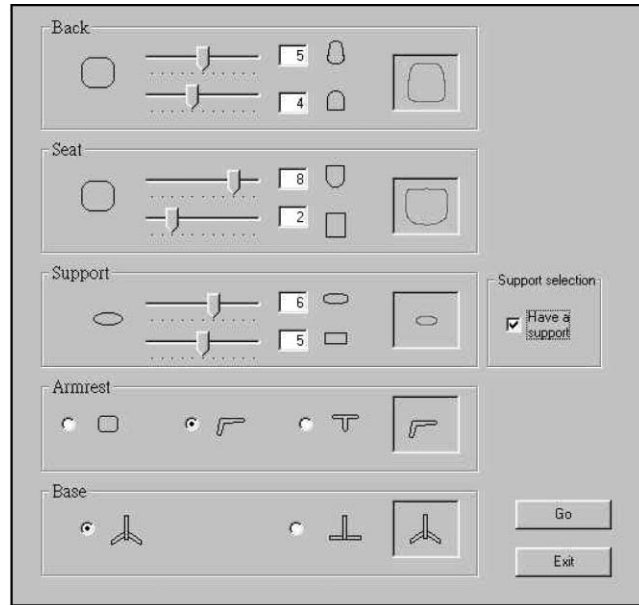 Back
5
4
Seat
8
2
Support
6
5
Support selection
Have a
support
Armrest
Base
Go
Exit